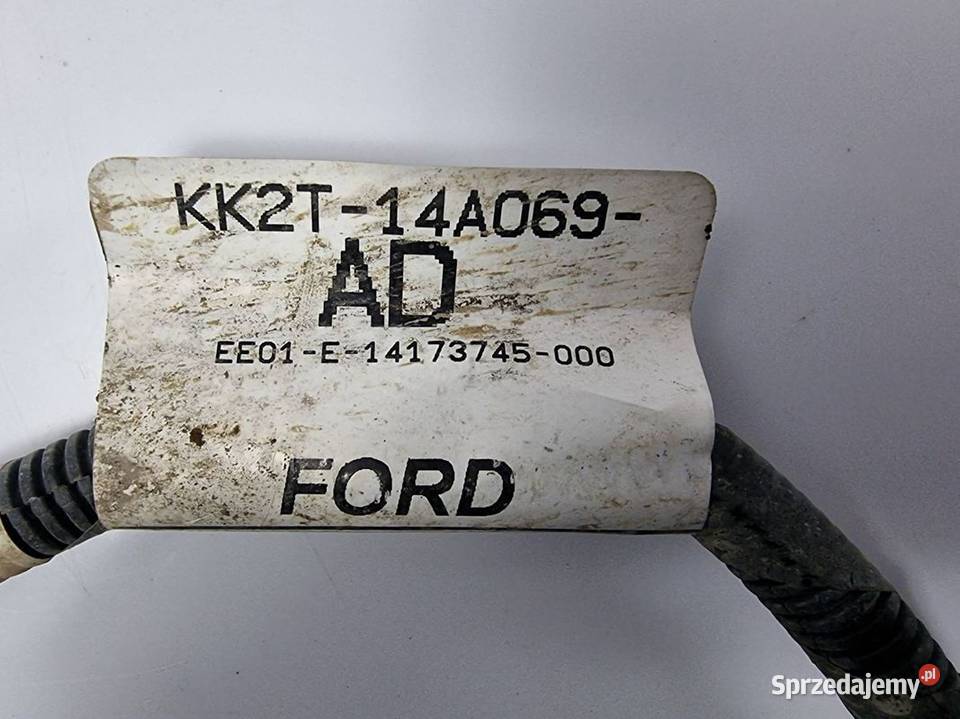 KK2T-14A069-
AD
EE01-E-14173745-000
FORD
Sprzedajemy.pl